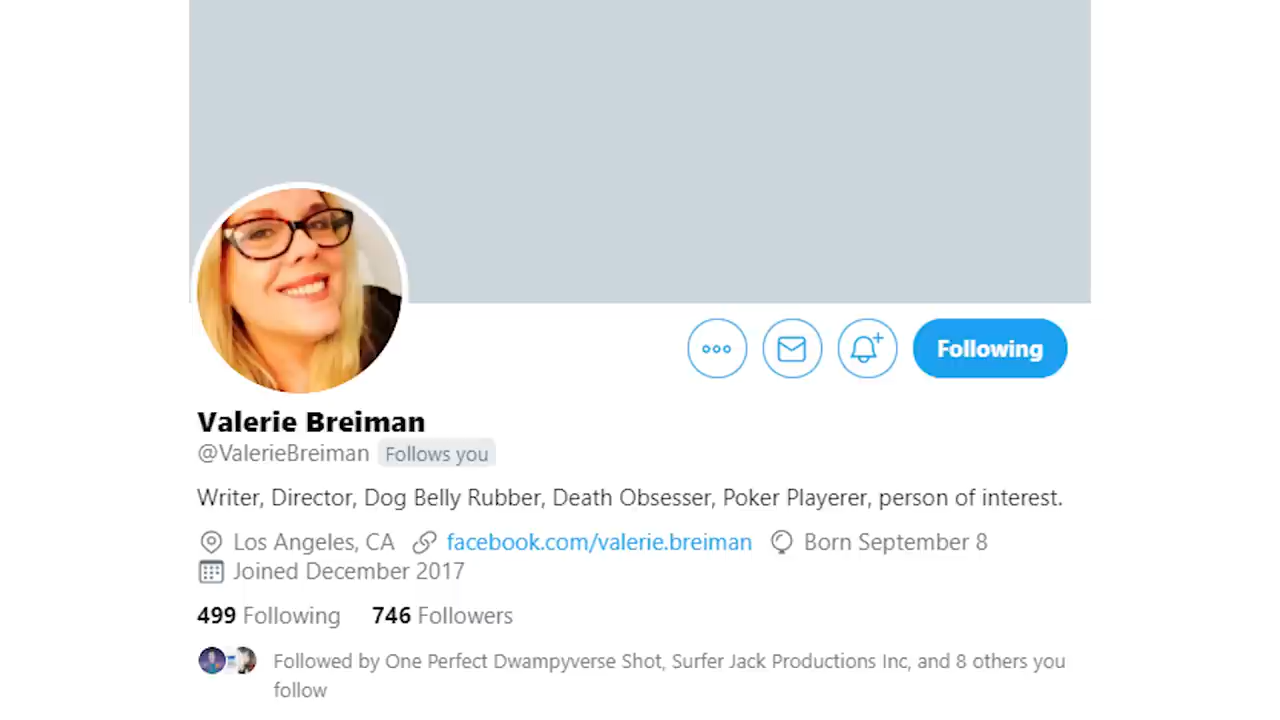 Following
Valerie Breiman
@ValerieBreiman Follows you
Writer, Director, Dog Belly Rubber, Death Obsesser, Poker Playerer, person of interest.
Los Angeles, CA facebook.com/valerie.breiman Born September 8
Joined December 2017
499 Following 746 Followers
Followed by One Perfect Dwampyverse Shot, Surfer Jack Productions Inc, and 8 others you
follow